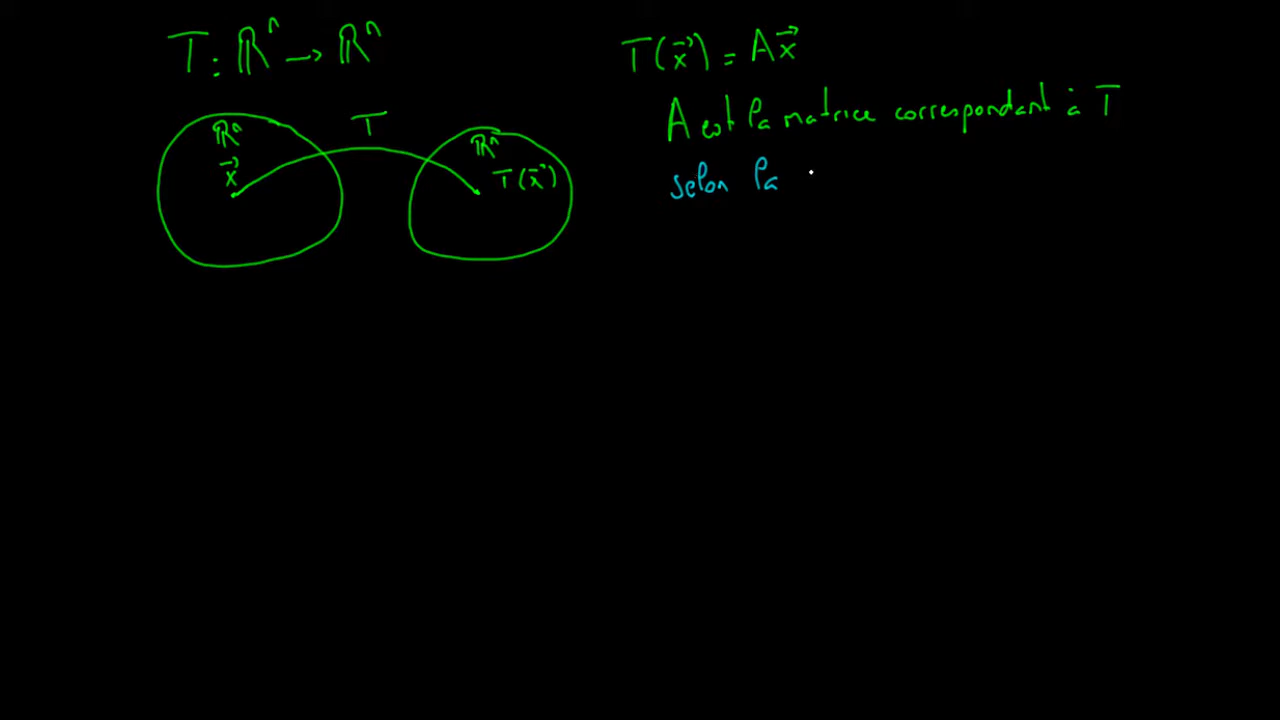 T: ℝⁿ → ℝⁿ
T
ℝⁿ
x⃗
ℝⁿ
T(x⃗)
T(x⃗) = Ax⃗
A est la matrice correspondant à T
selon la